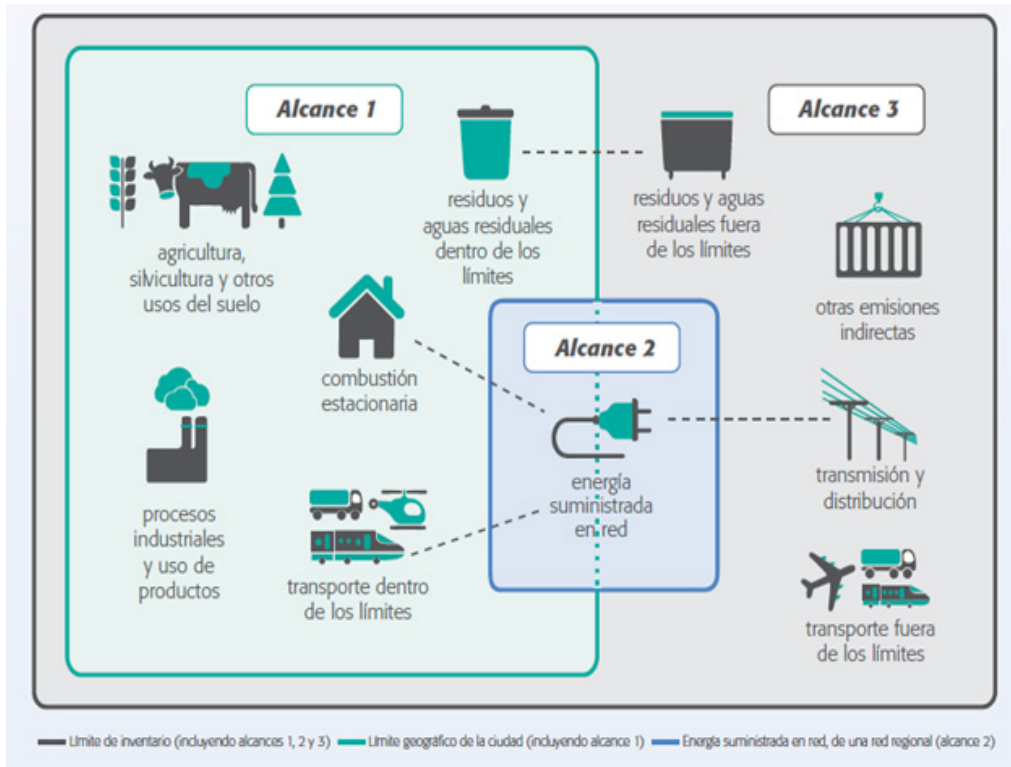 Alcance 1
Alcance 3
residuos y
aguas residuales
dentro de los
límites
residuos y aguas
residuales fuera
de los límites
agricultura,
silvicultura y otros
usos del suelo
otras emisiones
indirectas
Alcance 2
combustión
estacionaria
energía
suministrada
en red
transmisión y
distribución
procesos
industriales
y uso de
productos
transporte dentro
de los límites
transporte fuera
de los límites
Límite de inventario (incluyendo alcances 1, 2 y 3)
Límite geográfico de la ciudad (incluyendo alcance 1)
Energía suministrada en red, de una red regional (alcance 2)